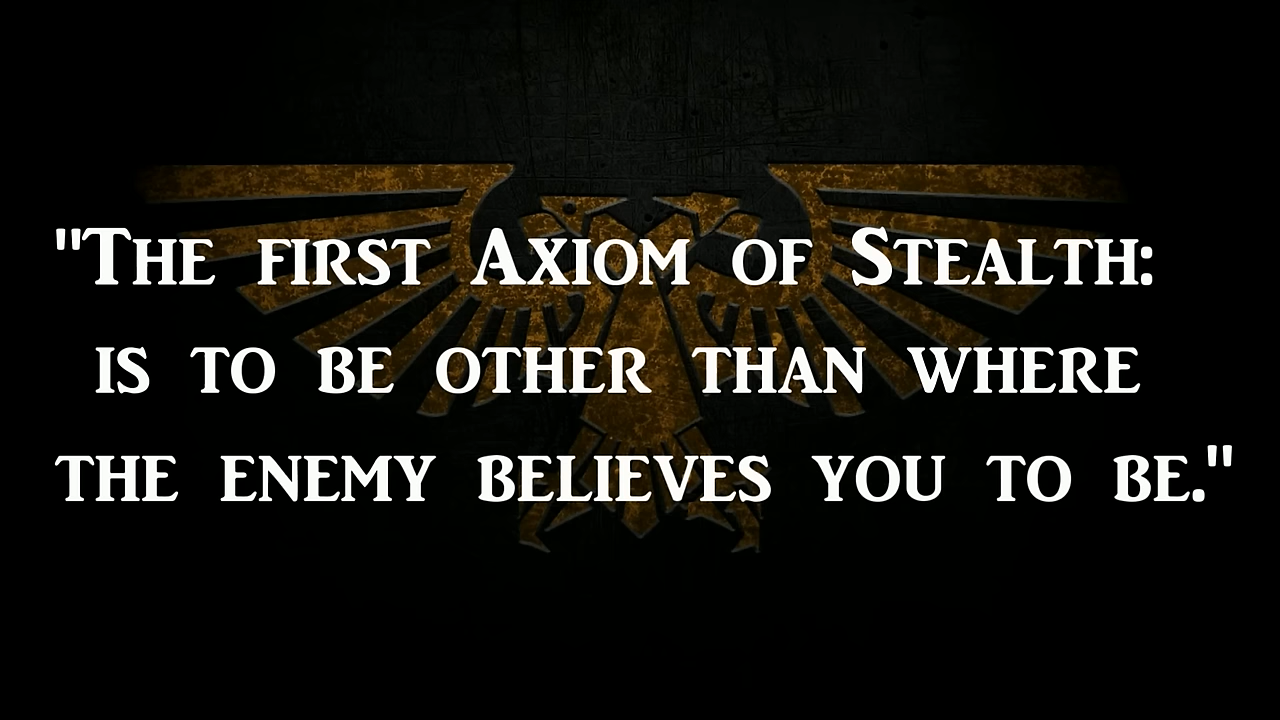 "The first Axiom of Stealth:
is to be other than where
the enemy believes you to be."